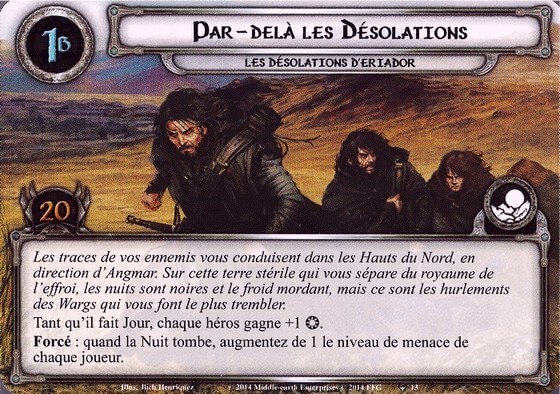 1B
PAR-DELÀ LES DÉSOLATIONS
LES DÉSOLATIONS D'ERIADOR
20
Les traces de vos ennemis vous conduisent dans les Hauts du Nord, en
direction d'Angmar. Sur cette terre stérile qui vous sépare du royaume de
l'effroi, les nuits sont noires et le froid mordant, mais ce sont les hurlements
des Wargs qui vous font le plus trembler.
Tant qu'il fait Jour, chaque héros gagne +1 .
Forcé : quand la Nuit tombe, augmentez de 1 le niveau de menace de
chaque joueur.
Illus. Ilich Henriquez © 2014 Middle-earth Enterprises © 2014 FFG 13